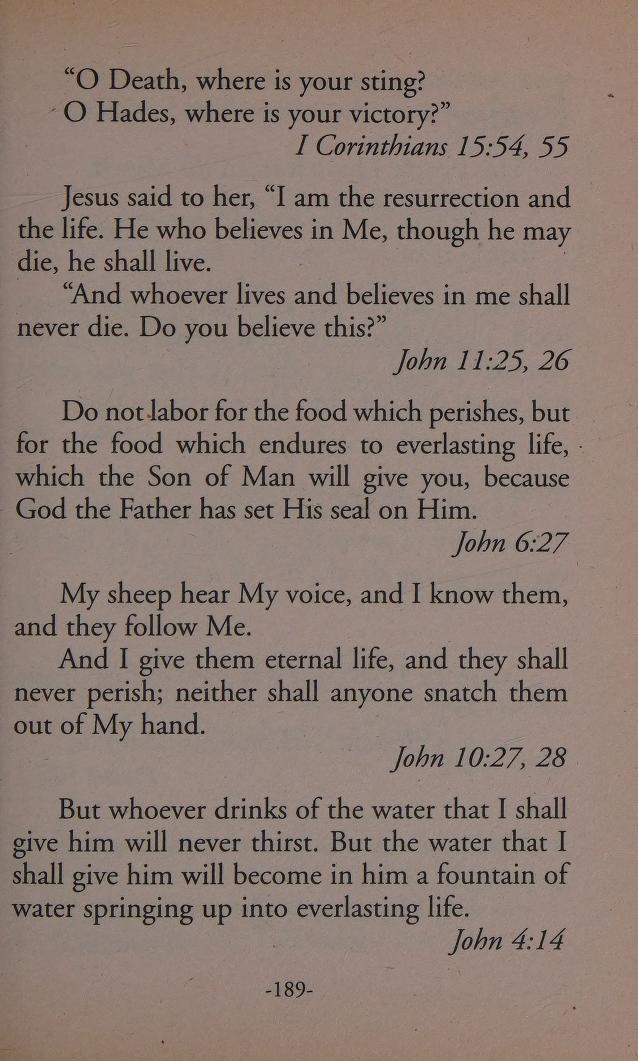 “O Death, where is your sting?
O Hades, where is your victory?”
I Corinthians 15:54, 55
Jesus said to her, “I am the resurrection and
the life. He who believes in Me, though he may
die, he shall live.
“And whoever lives and believes in me shall
never die. Do you believe this?”
John 11:25, 26
Do not labor for the food which perishes, but
for the food which endures to everlasting life,
which the Son of Man will give you, because
God the Father has set His seal on Him.
John 6:27
My sheep hear My voice, and I know them,
and they follow Me.
And I give them eternal life, and they shall
never perish; neither shall anyone snatch them
out of My hand.
John 10:27, 28
But whoever drinks of the water that I shall
give him will never thirst. But the water that I
shall give him will become in him a fountain of
water springing up into everlasting life.
John 4:14
-189-